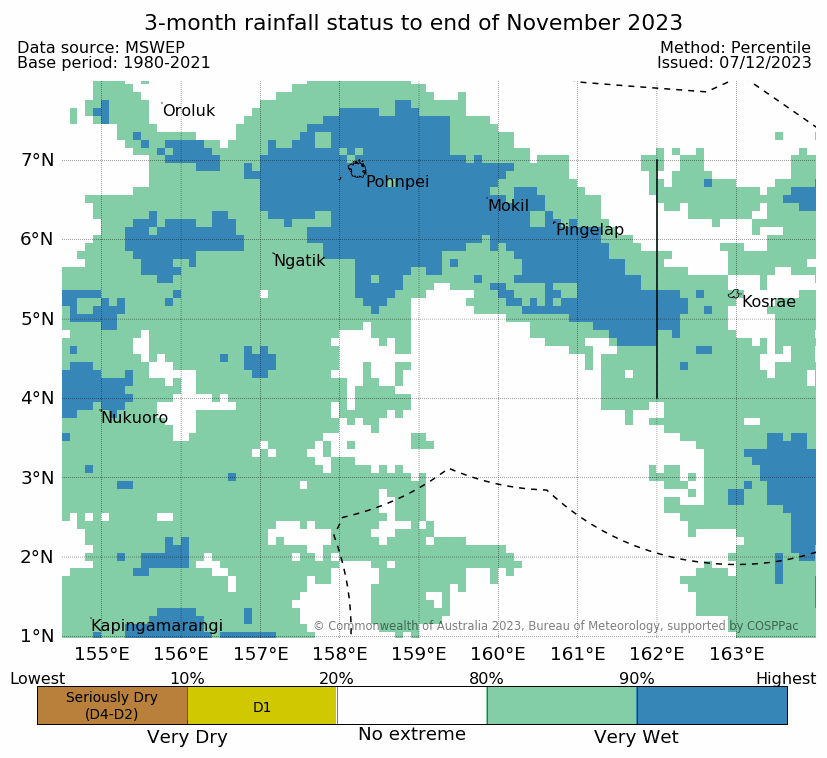 3-month rainfall status to end of November 2023
Data source: MSWEP
Method: Percentile
Base period: 1980-2021
Issued: 07/12/2023
Oroluk
7°N
Pohnpei
Mokil
Pingelap
6°N
Ngatik
Kosrae
5°N
4°N
Nukuoro
3°N
2°N
Kapingamarangi
© Commonwealth of Australia 2023, Bureau of Meteorology, supported by COSPPac
1°N
155°E 156°E 157°E 158°E 159°E 160°E 161°E 162°E 163°E
Lowest 10% 20% 80% 90% Highest
Seriously Dry
(D4-D2)
D1
Very Dry No extreme Very Wet